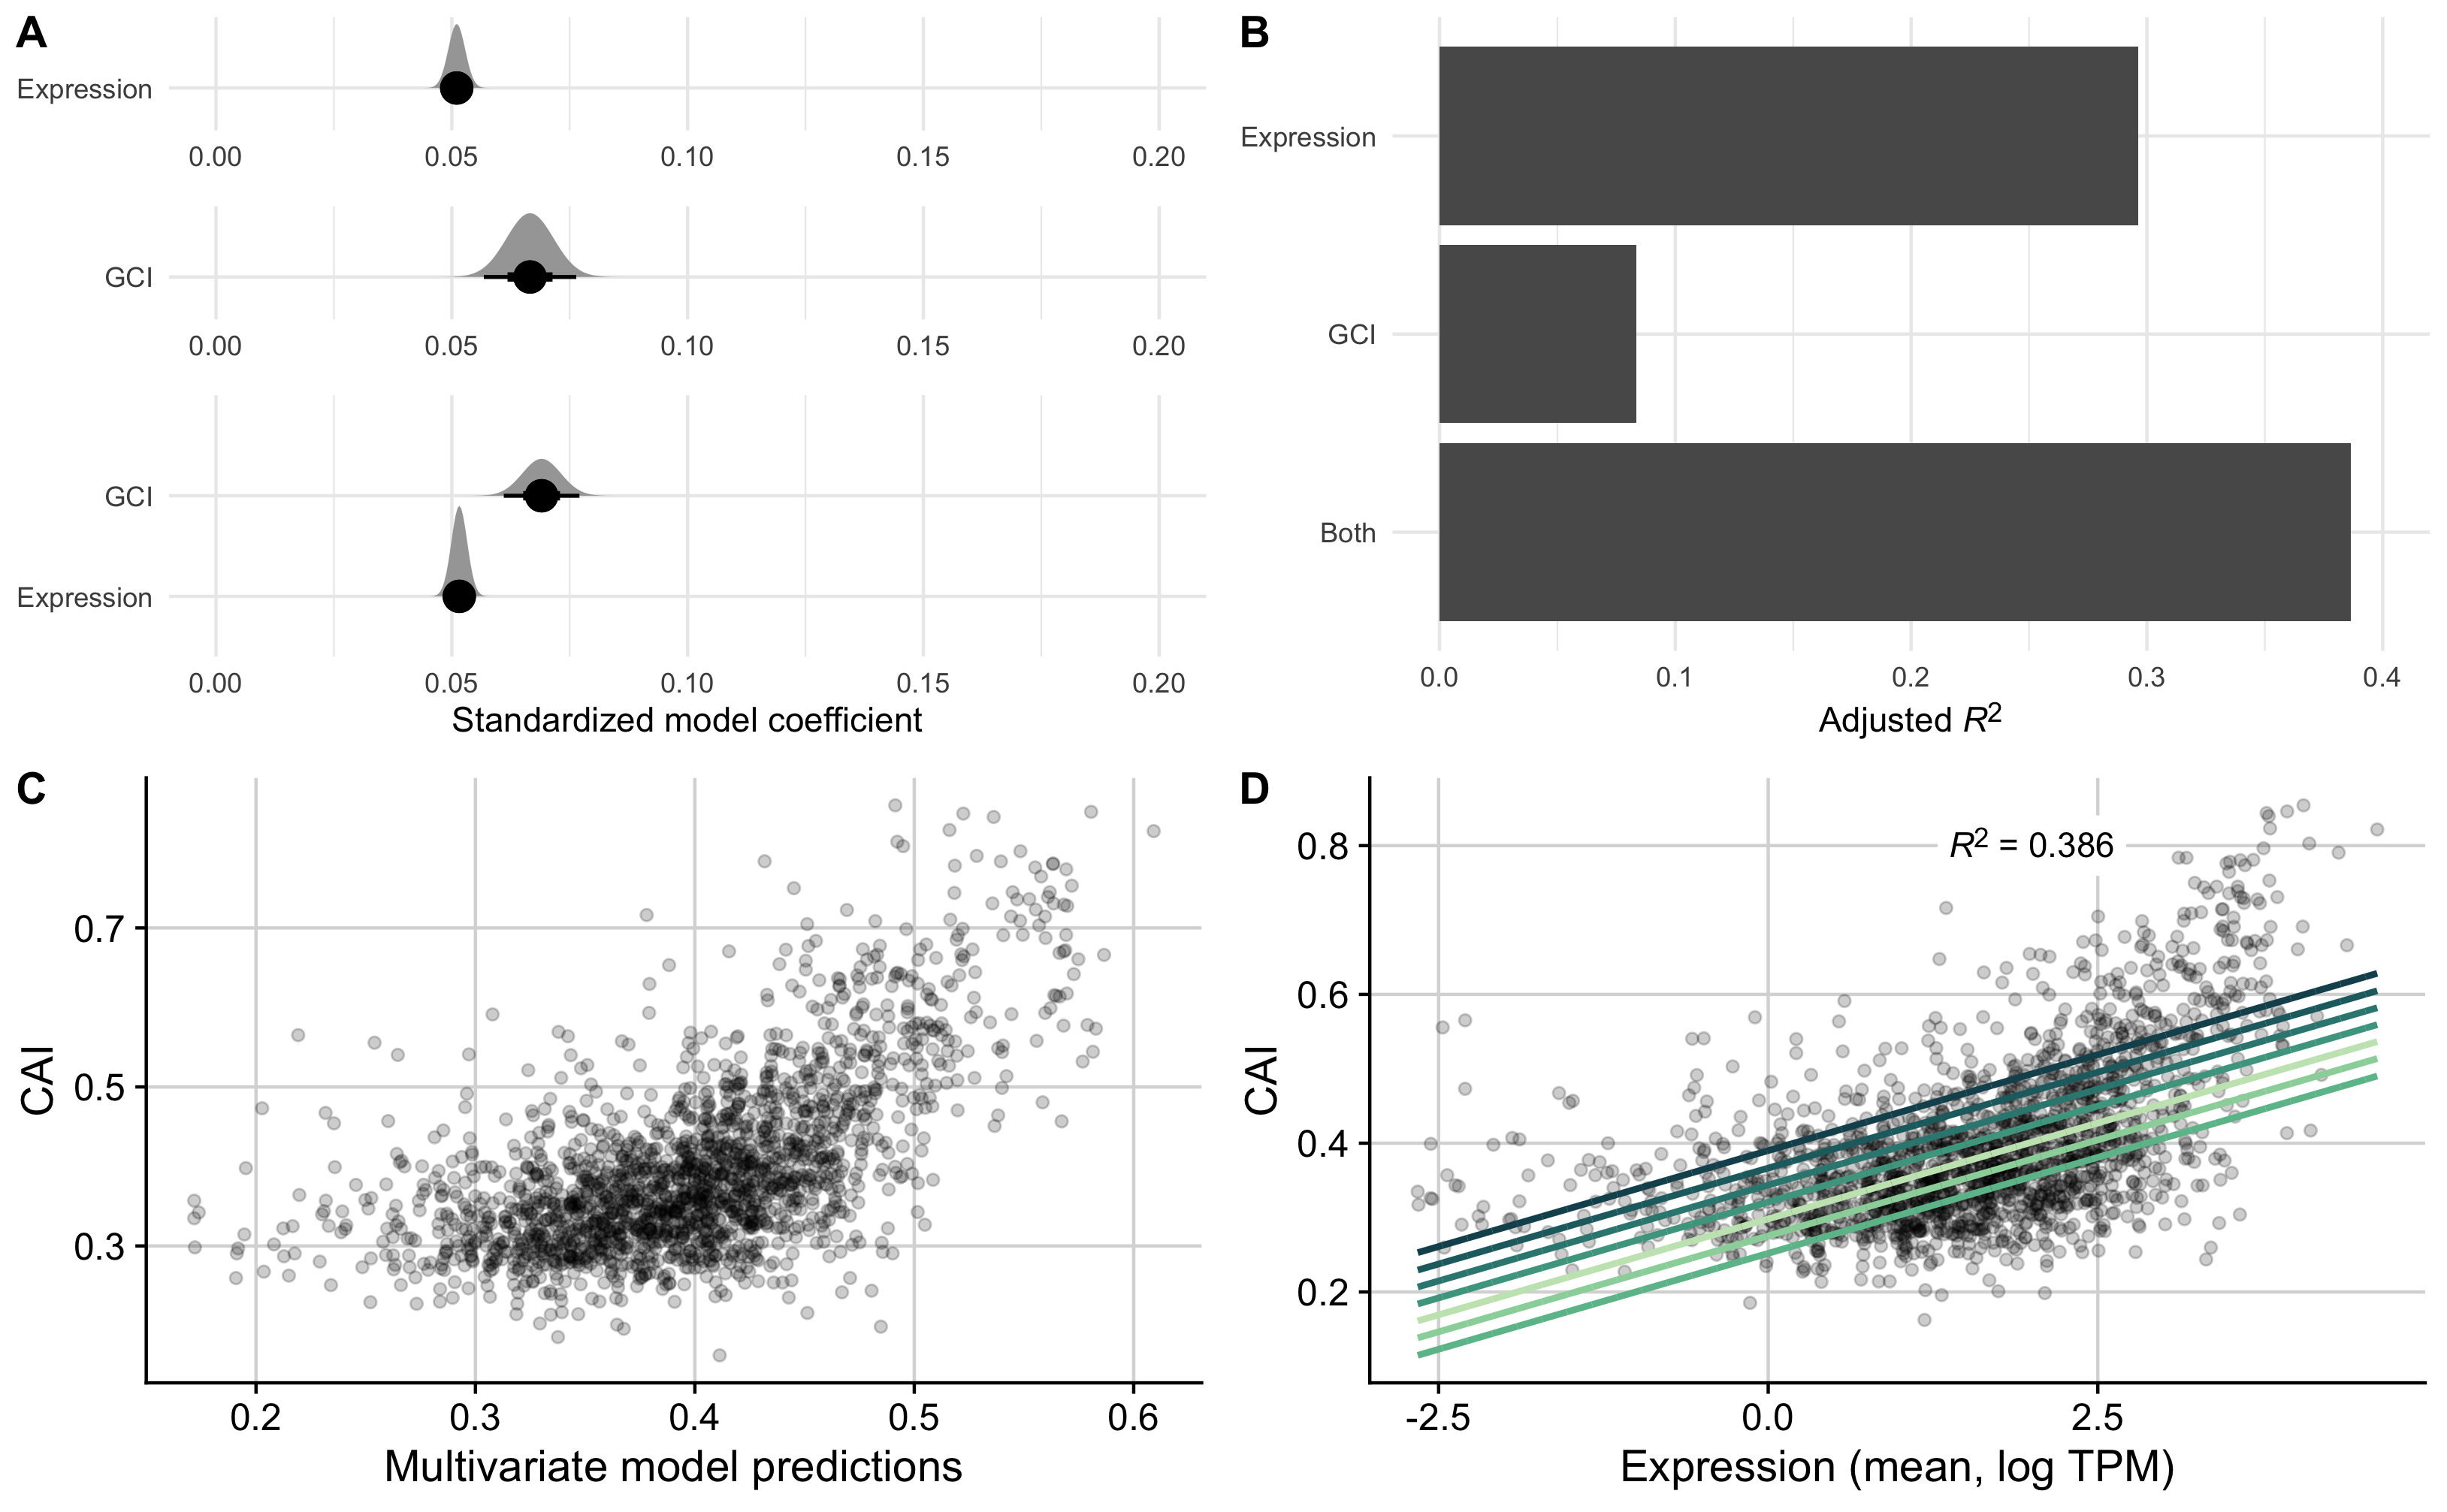 A
Expression
0.00 0.05 0.10 0.15 0.20
GCI
0.00 0.05 0.10 0.15 0.20
GCI
Expression
0.00 0.05 0.10 0.15 0.20
Standardized model coefficient
B
Expression
GCI
Both
0.0 0.1 0.2 0.3 0.4
Adjusted R²
C
CAI
0.7
0.5
0.3
0.2 0.3 0.4 0.5 0.6
Multivariate model predictions
D
CAI
R² = 0.386
0.8
0.6
0.4
0.2
-2.5 0.0 2.5
Expression (mean, log TPM)